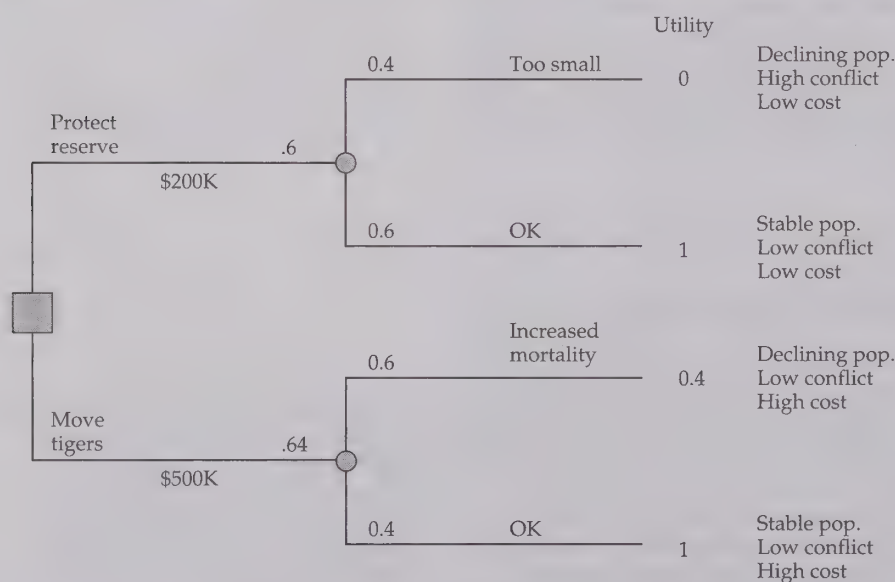 Utility
0.4
Too small
0
Declining pop.
High conflict
Low cost
Protect
reserve
.6
$200K
0.6
OK
1
Stable pop.
Low conflict
Low cost
Increased
mortality
0.6
0.4
Declining pop.
Low conflict
High cost
Move
tigers
.64
$500K
0.4
OK
1
Stable pop.
Low conflict
High cost